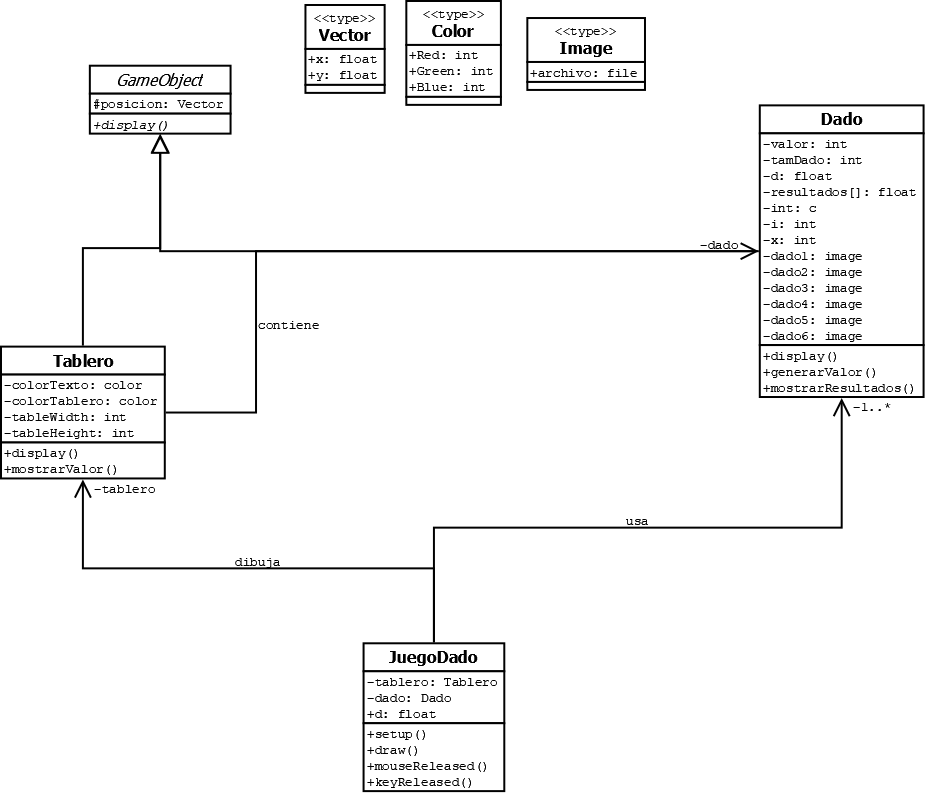 <<type>>
Vector
+x: float
+y: float
<<type>>
Color
+Red: int
+Green: int
+Blue: int
<<type>>
Image
+archivo: file
GameObject
#posicion: Vector
+display()
Dado
-valor: int
-tamDado: int
-d: float
-resultados[]: float
-int: c
-i: int
-x: int
-dado1: image
-dado2: image
-dado3: image
-dado4: image
-dado5: image
-dado6: image
+display()
+generarValor()
+mostrarResultados()
-dado
contiene
Tablero
-colorTexto: color
-colorTablero: color
-tableWidth: int
-tableHeight: int
+display()
+mostrarValor()
-tablero
-1..*
usa
dibuja
JuegoDado
-tablero: Tablero
-dado: Dado
+d: float
+setup()
+draw()
+mouseReleased()
+keyReleased()